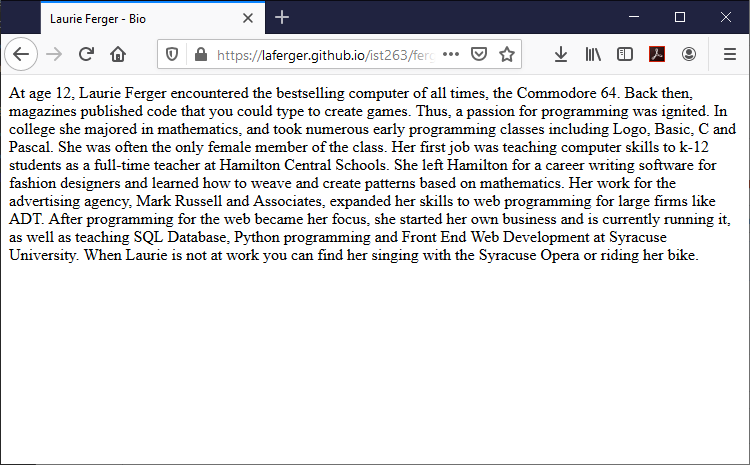 Laurie Ferger - Bio
https://laferger.github.io/ist263/ferg
At age 12, Laurie Ferger encountered the bestselling computer of all times, the Commodore 64. Back then,
magazines published code that you could type to create games. Thus, a passion for programming was ignited. In
college she majored in mathematics, and took numerous early programming classes including Logo, Basic, C and
Pascal. She was often the only female member of the class. Her first job was teaching computer skills to k-12
students as a full-time teacher at Hamilton Central Schools. She left Hamilton for a career writing software for
fashion designers and learned how to weave and create patterns based on mathematics. Her work for the
advertising agency, Mark Russell and Associates, expanded her skills to web programming for large firms like
ADT. After programming for the web became her focus, she started her own business and is currently running it,
as well as teaching SQL Database, Python programming and Front End Web Development at Syracuse
University. When Laurie is not at work you can find her singing with the Syracuse Opera or riding her bike.